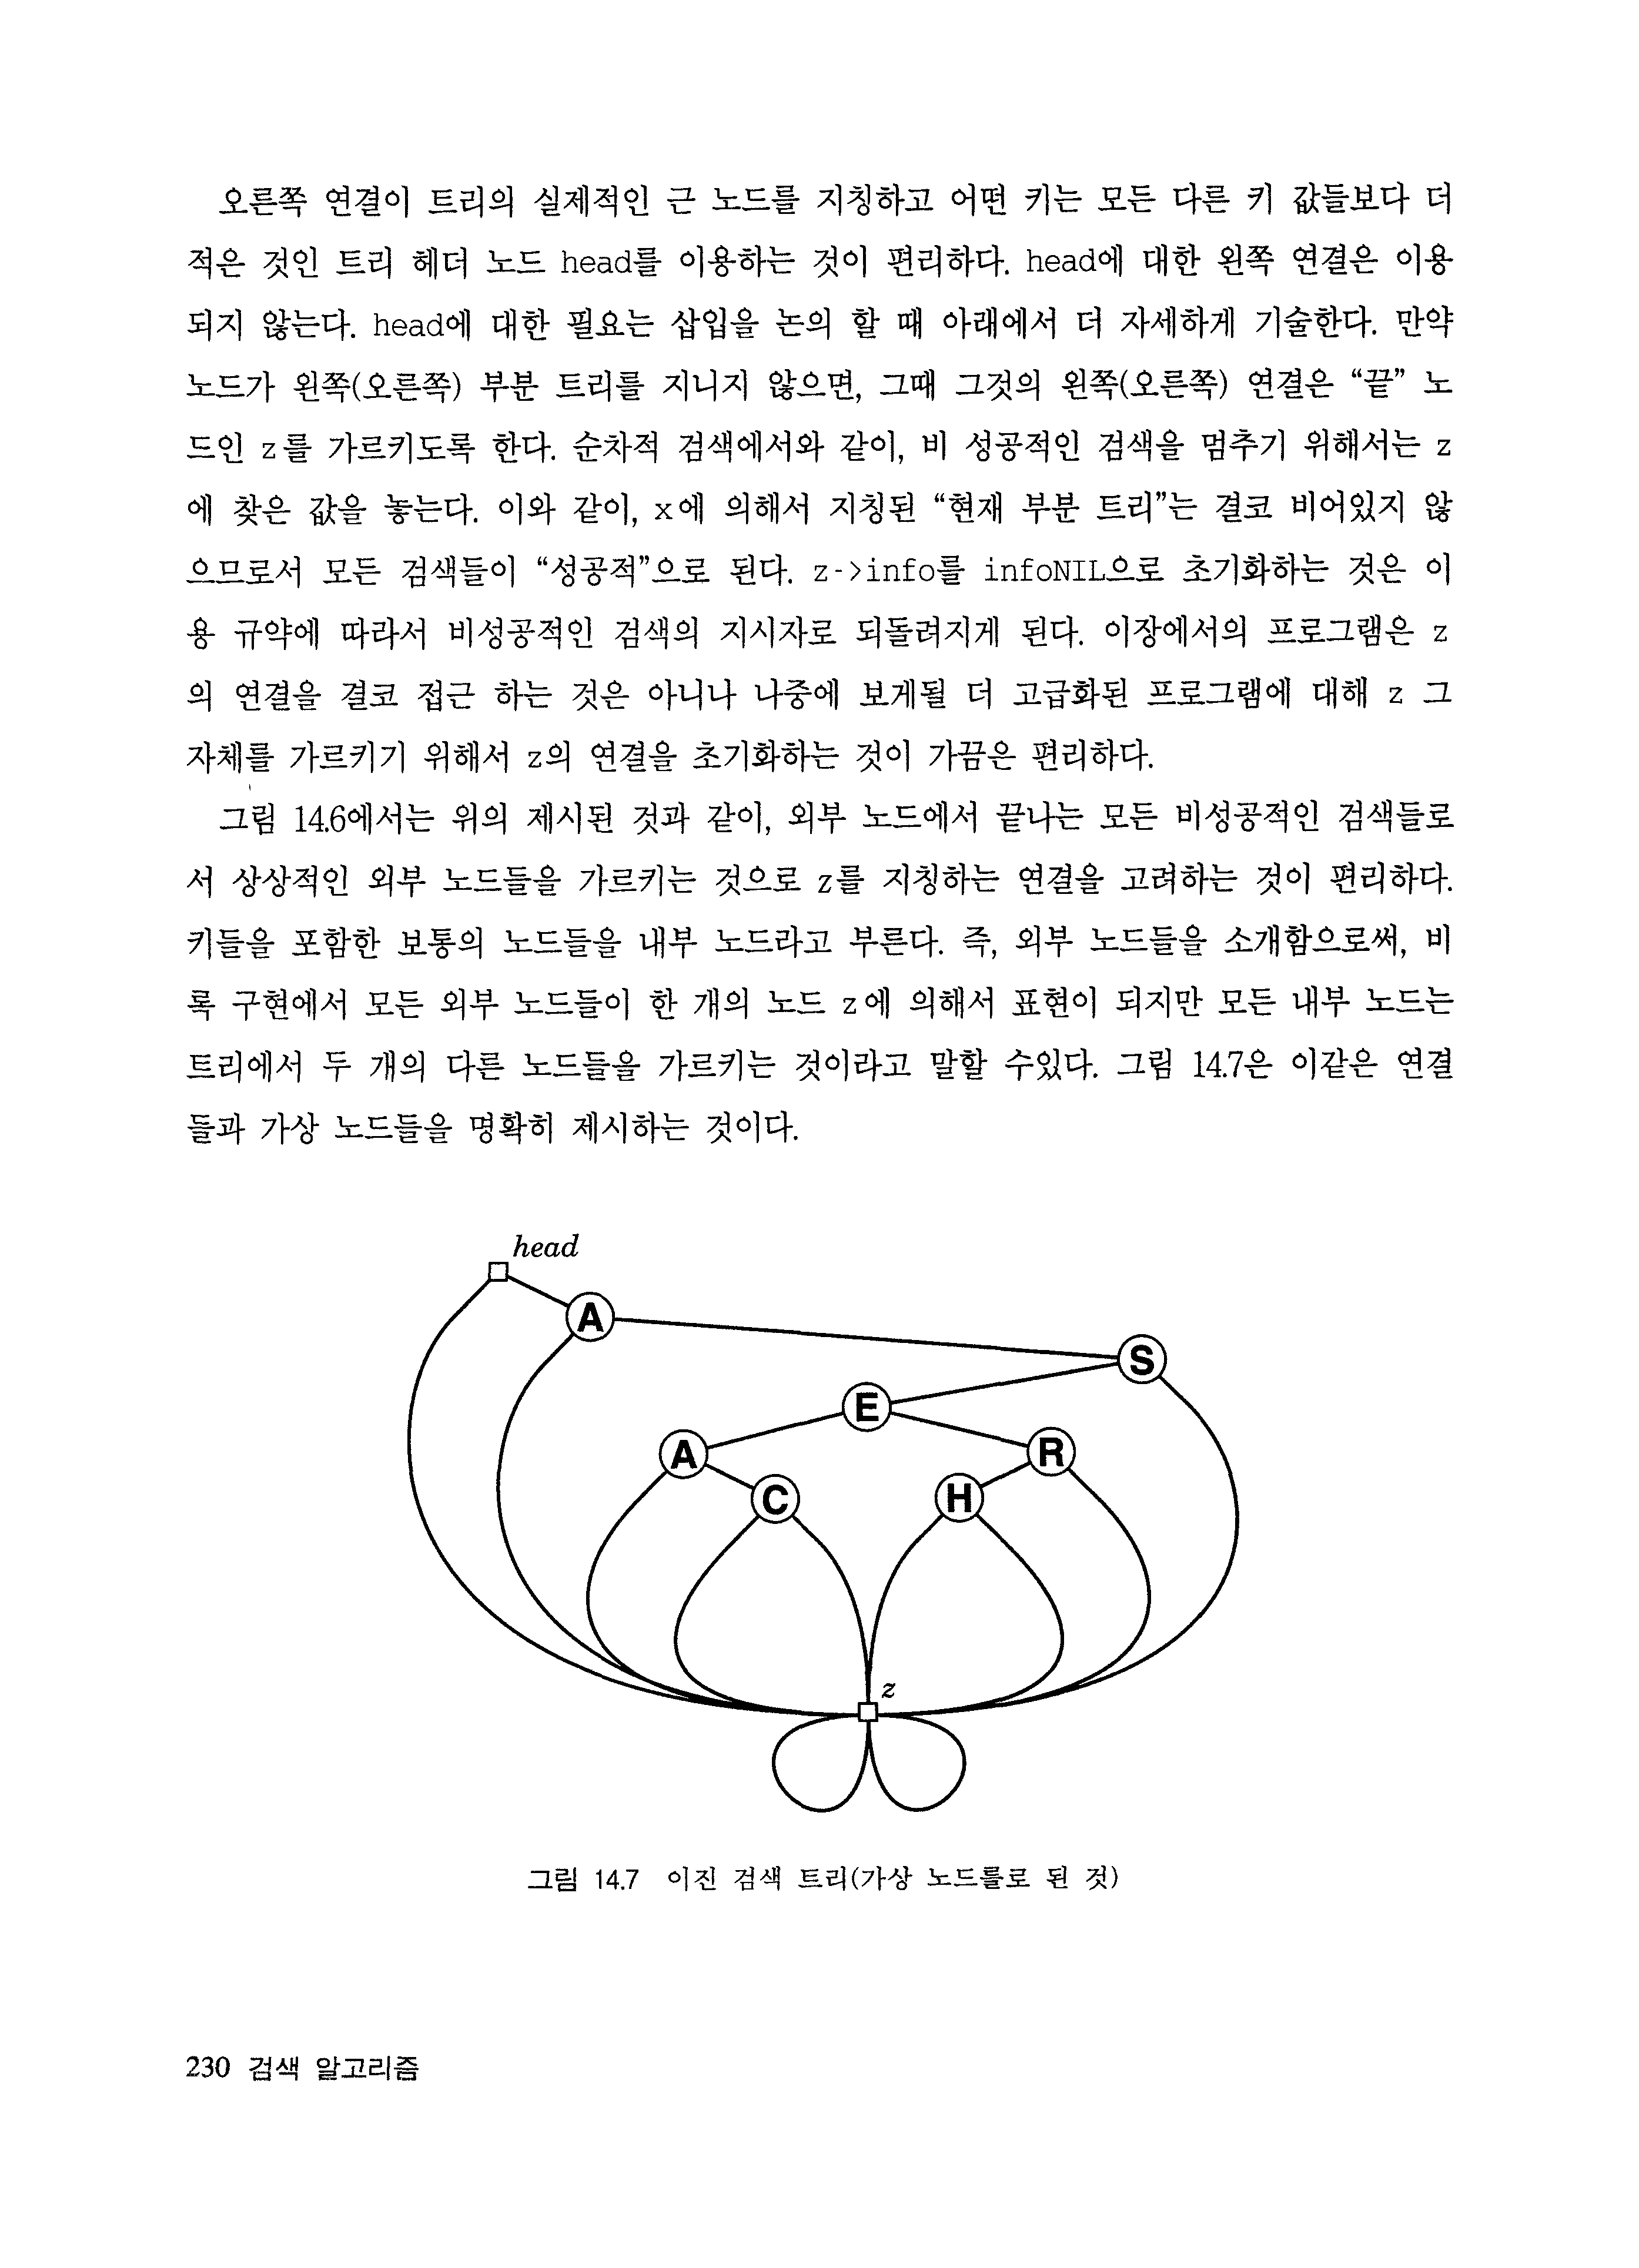 오른쪽 연결이 트리의 실제적인 근 노드를 지칭하고 어떤 키는 모든 다른 키 값들보다 더
적은 것인 트리 헤더 노드 head를 이용하는 것이 편리하다. head에 대한 왼쪽 연결은 이용
되지 않는다. head에 대한 필요는 삽입을 논의 할 때 아래에서 더 자세하게 기술한다. 만약
노드가 왼쪽(오른쪽) 부분 트리를 지니지 않으면, 그때 그것의 왼쪽(오른쪽) 연결은 “끝” 노
드인 z를 가르키도록 한다. 순차적 검색에서와 같이, 비 성공적인 검색을 멈추기 위해서는 z
에 찾은 값을 놓는다. 이와 같이, x에 의해서 지칭된 “현재 부분 트리”는 결코 비어있지 않
으므로서 모든 검색들이 “성공적”으로 된다. z->info를 infoNIL으로 초기화하는 것은 이
용 규약에 따라서 비성공적인 검색의 지시자로 되돌려지게 된다. 이장에서의 프로그램은 z
의 연결을 결코 접근 하는 것은 아니나 나중에 보게될 더 고급화된 프로그램에 대해 z 그
자체를 가르키기 위해서 z의 연결을 초기화하는 것이 가끔은 편리하다.
그림 14.6에서는 위의 제시된 것과 같이, 외부 노드에서 끝나는 모든 비성공적인 검색들로
서 상상적인 외부 노드들을 가르키는 것으로 z를 지칭하는 연결을 고려하는 것이 편리하다.
키들을 포함한 보통의 노드들을 내부 노드라고 부른다. 즉, 외부 노드들을 소개함으로써, 비
록 구현에서 모든 외부 노드들이 한 개의 노드 z에 의해서 표현이 되지만 모든 내부 노드는
트리에서 두 개의 다른 노드들을 가르키는 것이라고 말할 수있다. 그림 14.7은 이같은 연결
들과 가상 노드들을 명확히 제시하는 것이다.
head
A
S
E
A
R
C
H
z
그림 14.7 이진 검색 트리(가상 노드를로 된 것)
230 검색 알고리즘